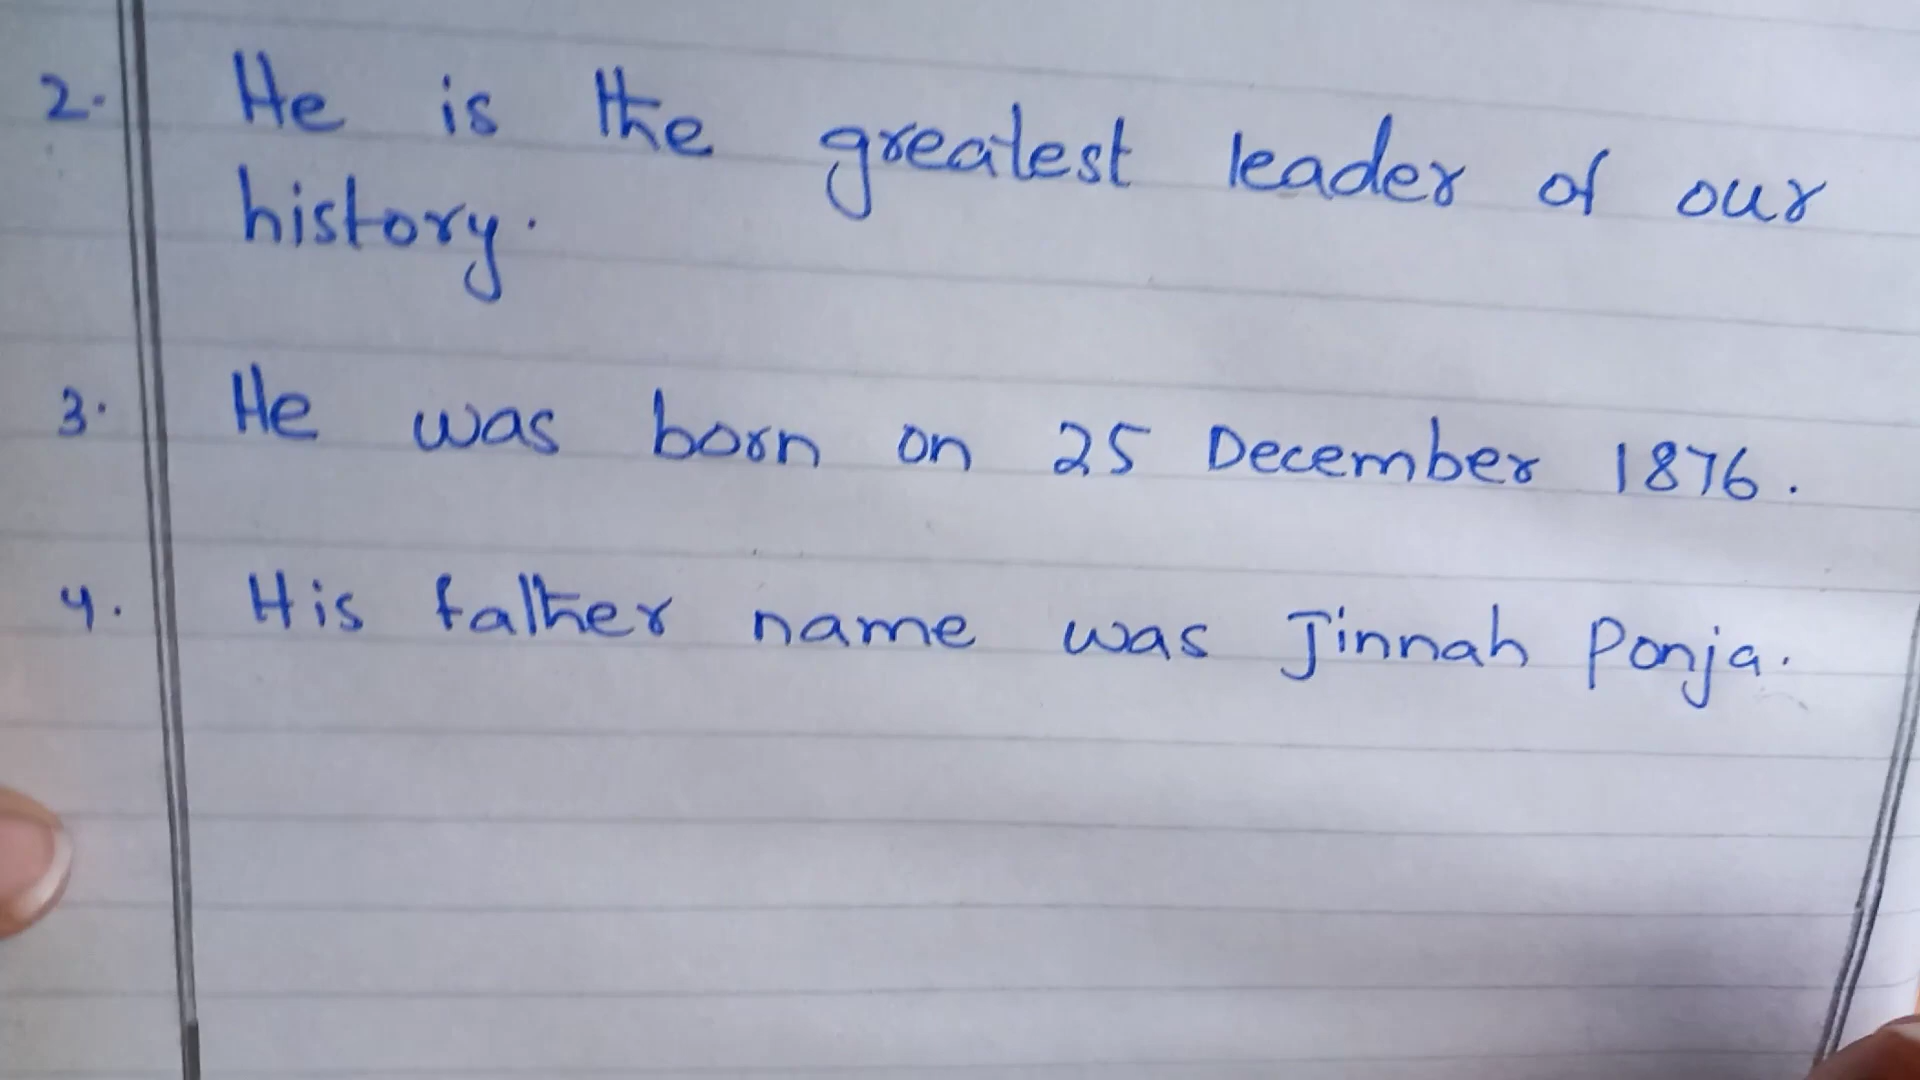 2. He is the greatest leader of our
history.
3. He was born on 25 December 1876.
4. His father name was Jinnah Ponja.